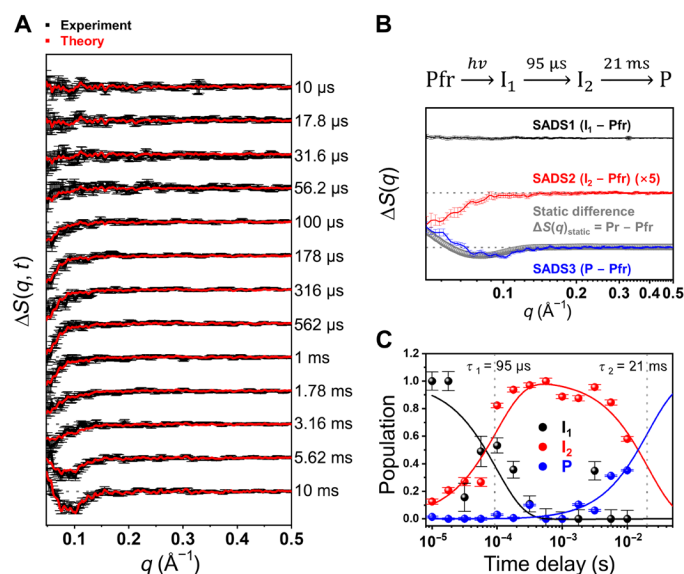 A
Experiment
Theory
10 µs
17.8 µs
31.6 µs
56.2 µs
100 µs
178 µs
316 µs
562 µs
1 ms
1.78 ms
3.16 ms
5.62 ms
10 ms
ΔS(q, t)
0.1 0.2 0.3 0.4 0.5
q (Å⁻¹)
B
Pfr hν I₁ 95 µs I₂ 21 ms P
SADS1 (I₁ – Pfr)
SADS2 (I₂ – Pfr) (×5)
Static difference
ΔS(q)static = Pr – Pfr
SADS3 (P – Pfr)
ΔS(q)
0.1 0.2 0.3 0.4 0.5
q (Å⁻¹)
C
τ₁ = 95 µs τ₂ = 21 ms
I₁
I₂
P
Population
1.2
1.0
0.8
0.6
0.4
0.2
0.0
10⁻⁵ 10⁻⁴ 10⁻³ 10⁻²
Time delay (s)